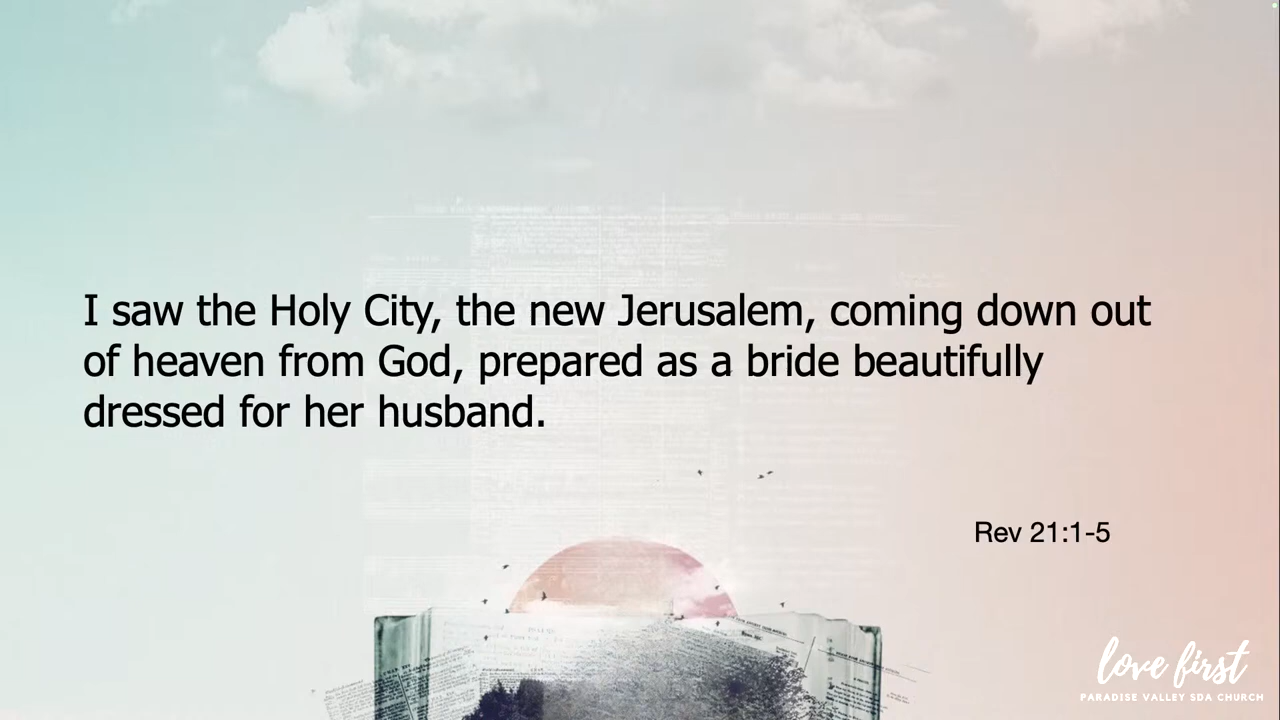 I saw the Holy City, the new Jerusalem, coming down out
of heaven from God, prepared as a bride beautifully
dressed for her husband.
Rev 21:1-5
love first
PARADISE VALLEY SDA CHURCH